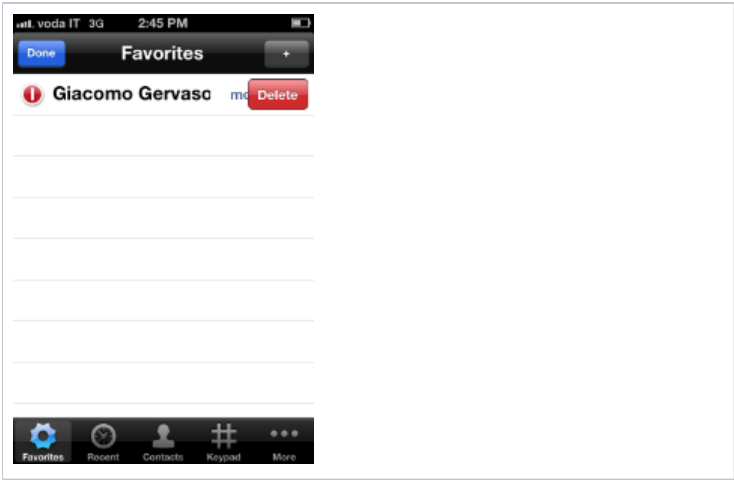 voda IT 3G 2:45 PM
Done Favorites +
Giacomo Gervaso Delete
Favorites Recent Contacts Keypad More